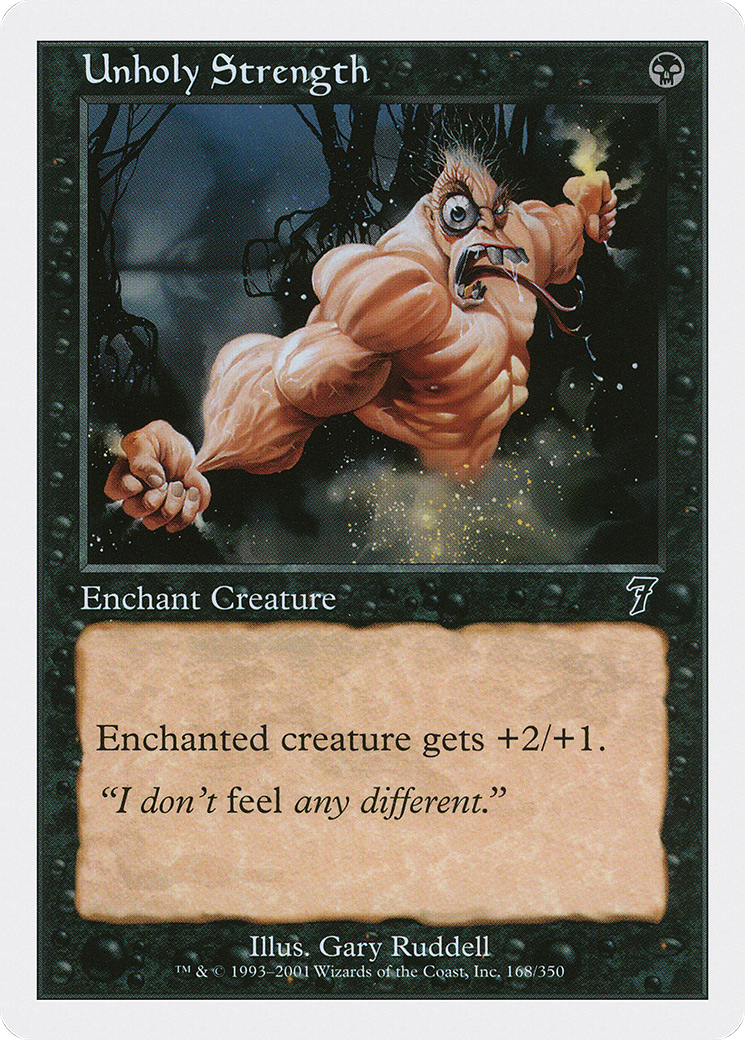 Unholy Strength
Enchant Creature
7
Enchanted creature gets +2/+1.
“I don’t feel any different.”
Illus. Gary Ruddell
™ & © 1993–2001 Wizards of the Coast, Inc. 168/350